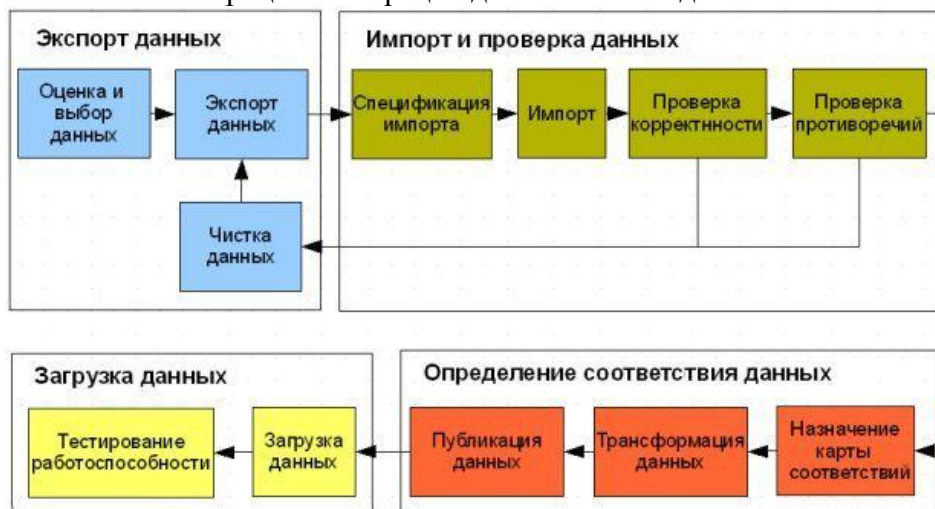 Экспорт данных
Оценка и
выбор
данных
Экспорт
данных
Чистка
данных
Импорт и проверка данных
Спецификация
импорта
Импорт
Проверка
корректнности
Проверка
противоречий
Определение соответствия данных
Назначение
карты
соответствий
Трансформация
данных
Публикация
данных
Загрузка данных
Загрузка
данных
Тестирование
работоспособности